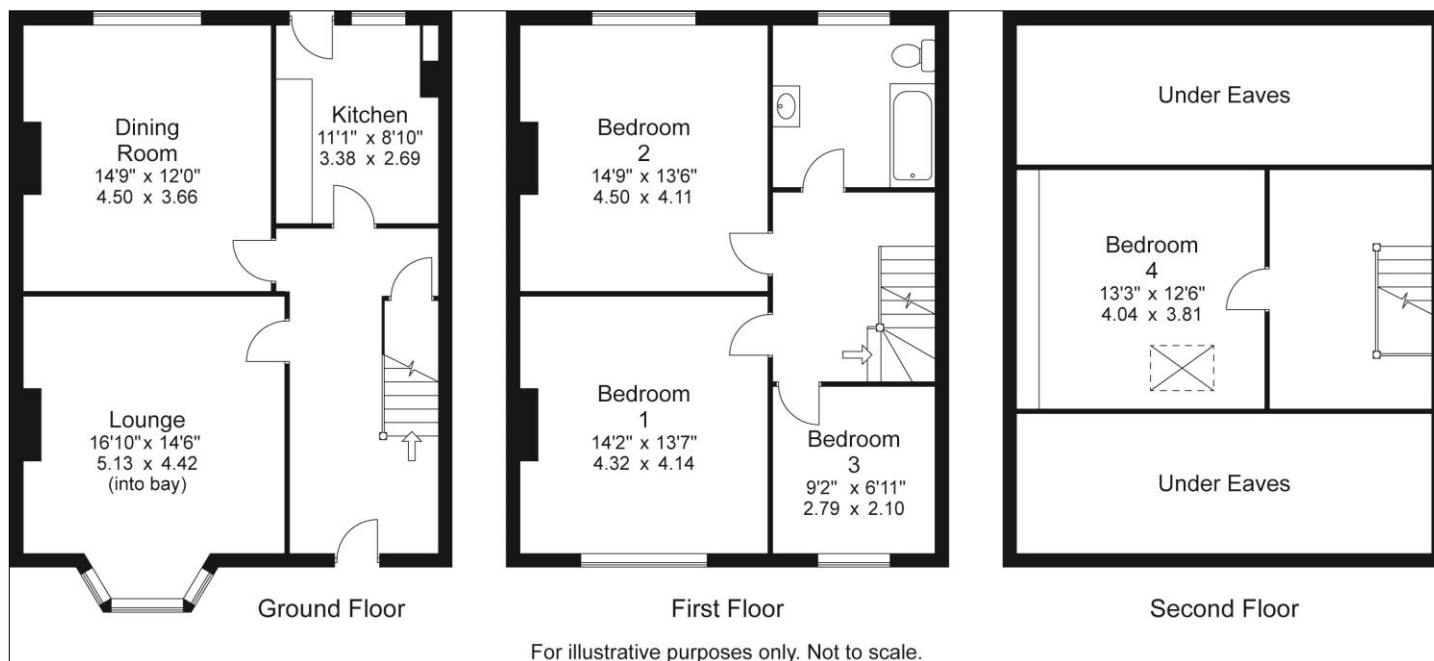 Dining
Room
14'9" x 12'0"
4.50 x 3.66
Kitchen
11'1" x 8'10"
3.38 x 2.69
Lounge
16'10" x 14'6"
5.13 x 4.42
(into bay)
Ground Floor
Bedroom
2
14'9" x 13'6"
4.50 x 4.11
Bedroom
1
14'2" x 13'7"
4.32 x 4.14
Bedroom
3
9'2" x 6'11"
2.79 x 2.10
First Floor
Under Eaves
Bedroom
4
13'3" x 12'6"
4.04 x 3.81
Under Eaves
Second Floor
For illustrative purposes only. Not to scale.